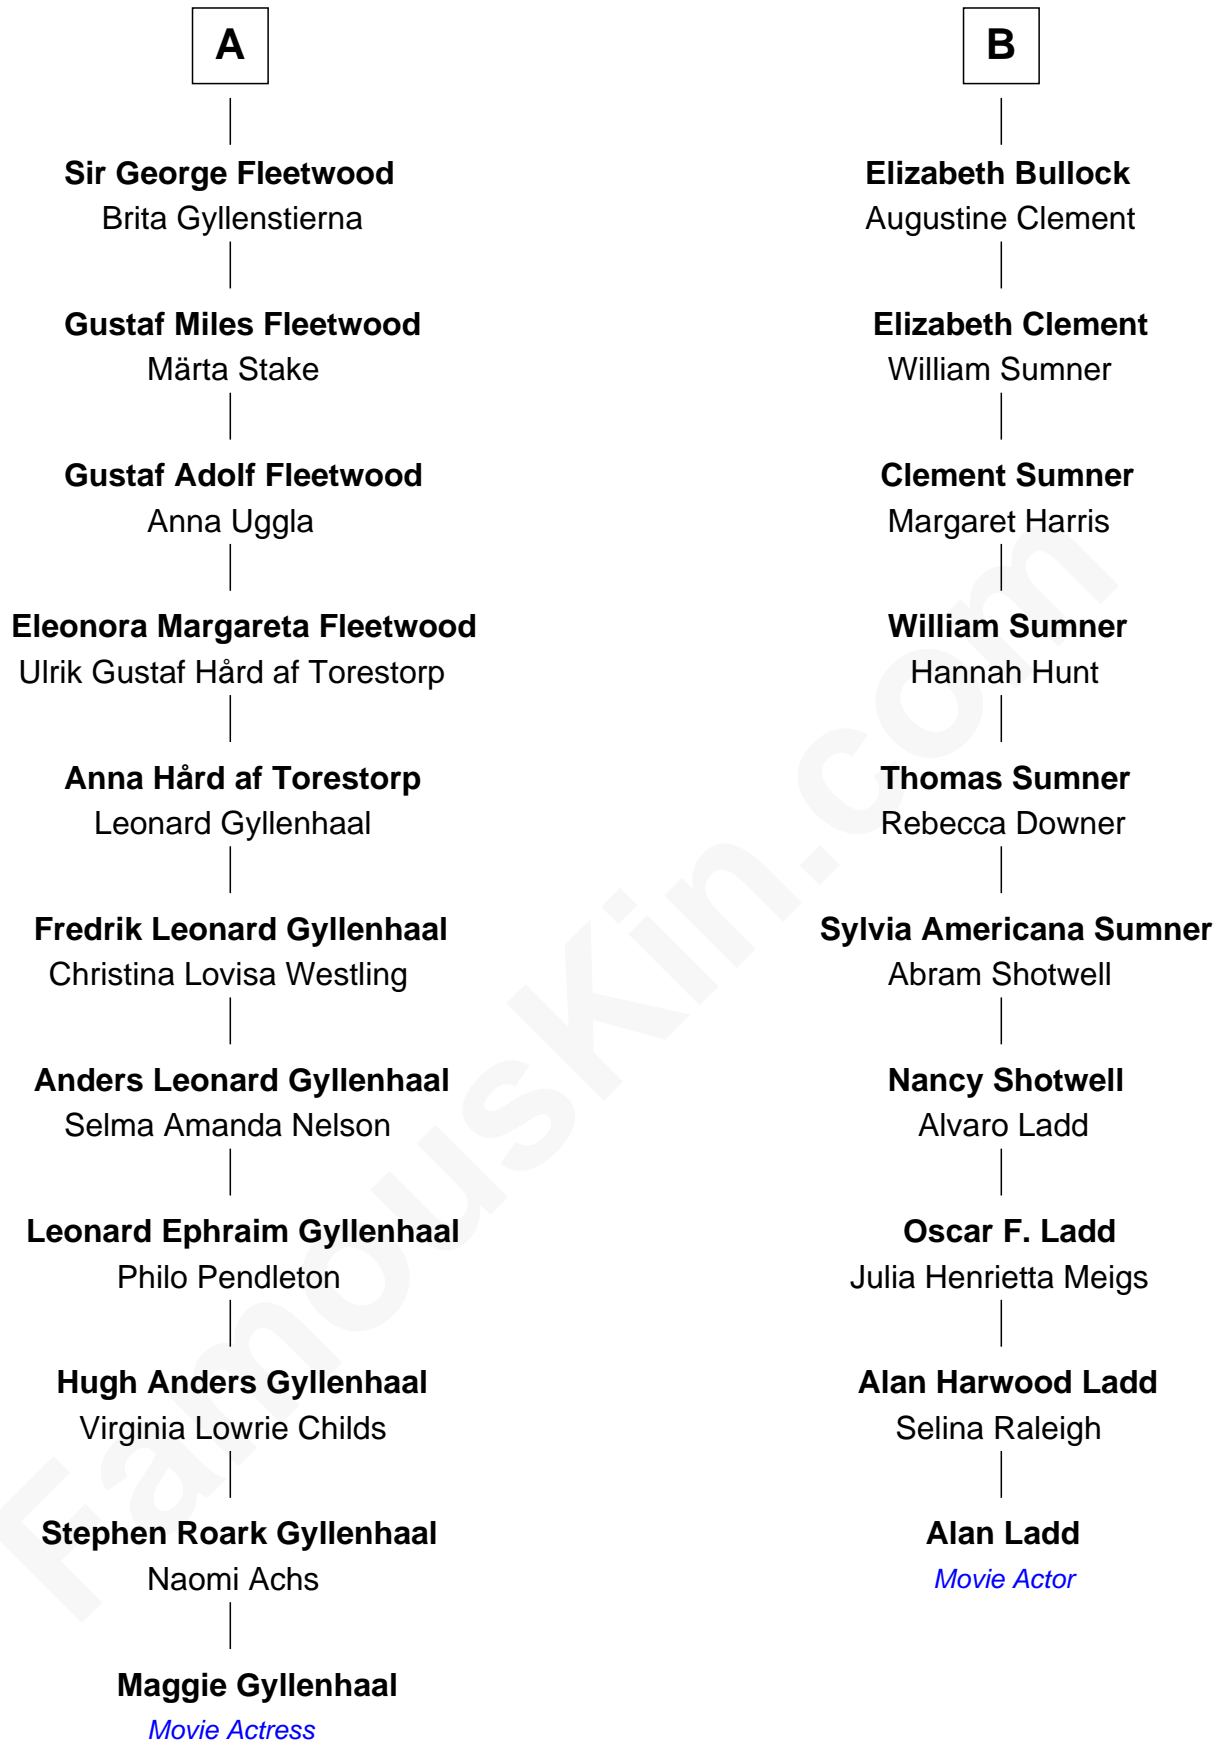 A
Sir George Fleetwood
Brita Gyllenstierna
Gustaf Miles Fleetwood
Märta Stake
Gustaf Adolf Fleetwood
Anna Uggla
Eleonora Margareta Fleetwood
Ulrik Gustaf Hård af Torestorp
Anna Hård af Torestorp
Leonard Gyllenhaal
Fredrik Leonard Gyllenhaal
Christina Lovisa Westling
Anders Leonard Gyllenhaal
Selma Amanda Nelson
Leonard Ephraim Gyllenhaal
Philo Pendleton
Hugh Anders Gyllenhaal
Virginia Lowrie Childs
Stephen Roark Gyllenhaal
Naomi Achs
Maggie Gyllenhaal
Movie Actress
B
Elizabeth Bullock
Augustine Clement
Elizabeth Clement
William Sumner
Clement Sumner
Margaret Harris
William Sumner
Hannah Hunt
Thomas Sumner
Rebecca Downer
Sylvia Americana Sumner
Abram Shotwell
Nancy Shotwell
Alvaro Ladd
Oscar F. Ladd
Julia Henrietta Meigs
Alan Harwood Ladd
Selina Raleigh
Alan Ladd
Movie Actor
FamousKin.com